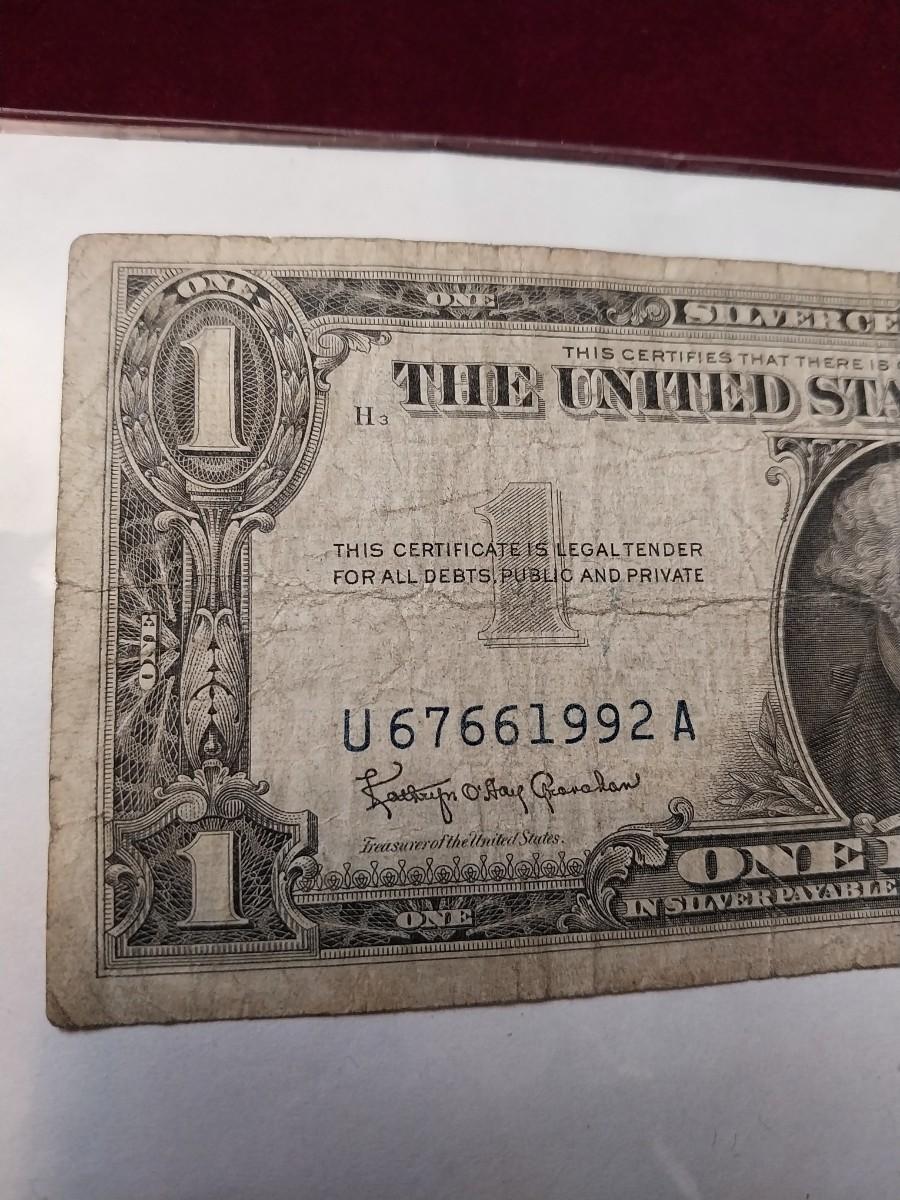 ONE
ONE
SILVER CE
1
THIS CERTIFIES THAT THERE IS
THE UNITED STA
H3
1
THIS CERTIFICATE IS LEGAL TENDER
FOR ALL DEBTS, PUBLIC AND PRIVATE
ONE
U 67661992 A
Kathryn O'Hay Granahan
Treasurer of the United States.
1
ONE
ONE
IN SILVER PAYABLE